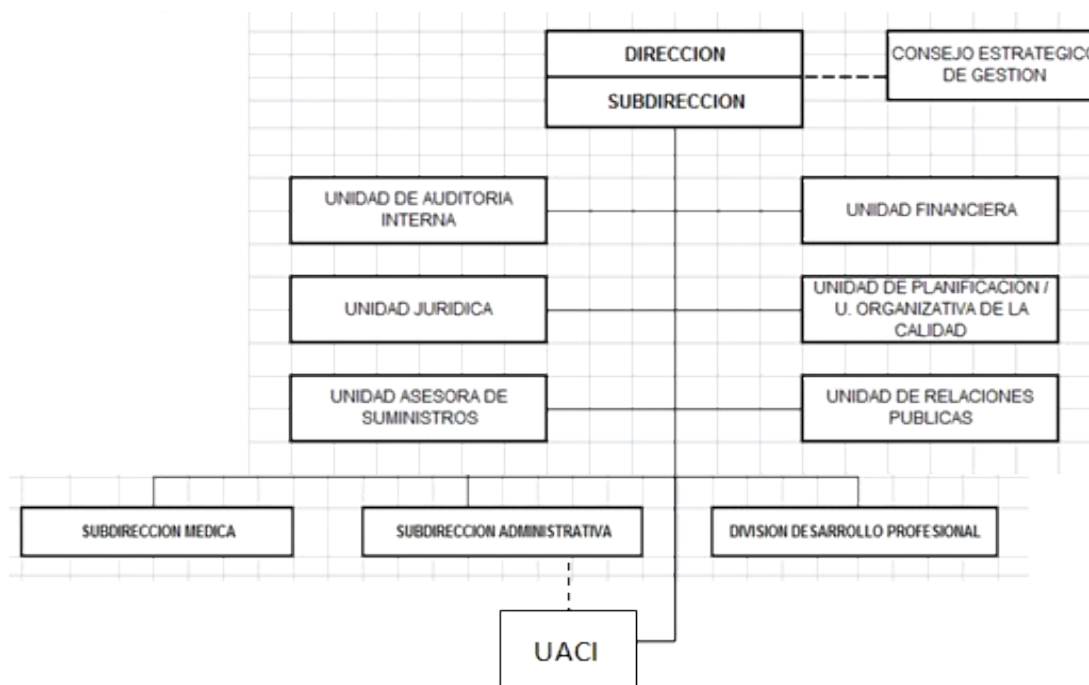 DIRECCION
SUBDIRECCION
CONSEJO ESTRATEGICO
DE GESTION
UNIDAD DE AUDITORIA
INTERNA
UNIDAD FINANCIERA
UNIDAD JURIDICA
UNIDAD DE PLANIFICACION /
U. ORGANIZATIVA DE LA
CALIDAD
UNIDAD ASESORA DE
SUMINISTROS
UNIDAD DE RELACIONES
PUBLICAS
SUBDIRECCION MEDICA
SUBDIRECCION ADMINISTRATIVA
DIVISION DESARROLLO PROFESIONAL
UACI